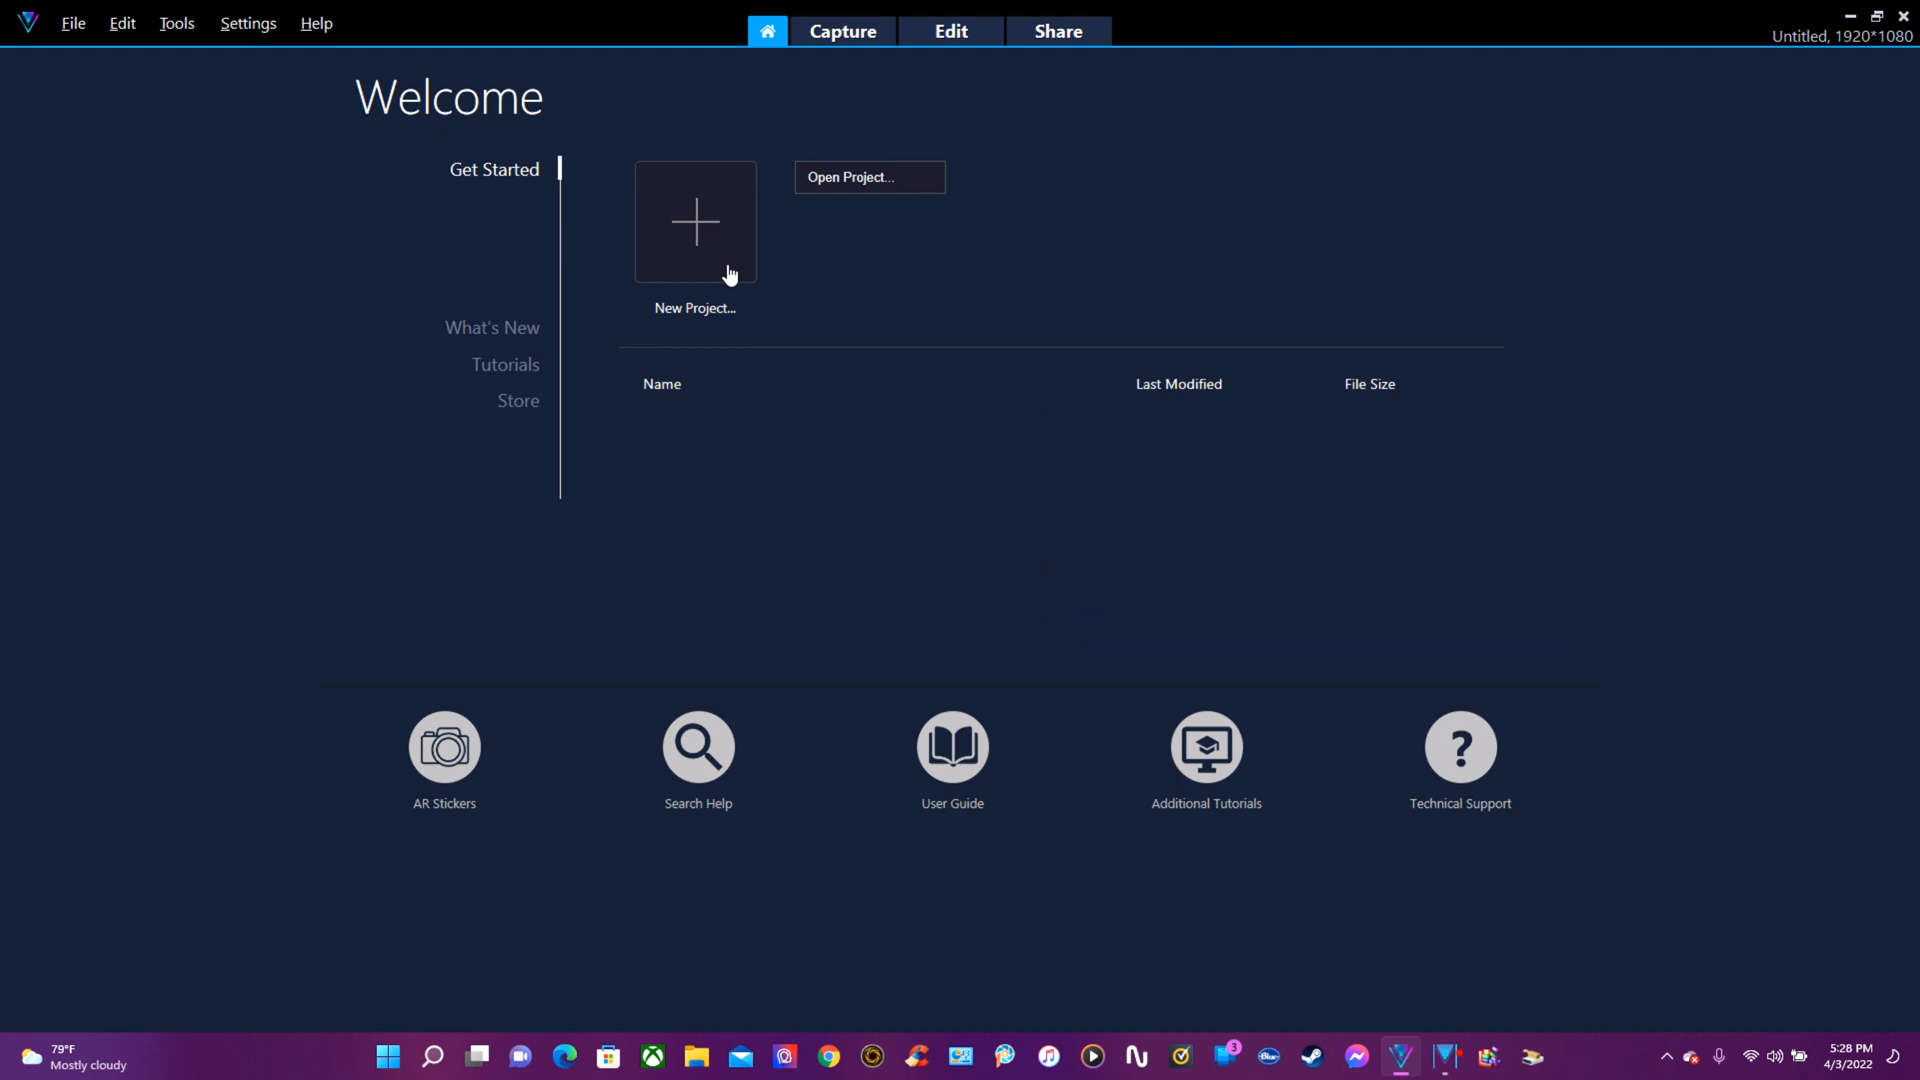 File Edit Tools Settings Help
Capture Edit Share
Untitled, 1920*1080
Welcome
Get Started
Open Project...
New Project...
What's New
Tutorials
Store
Name Last Modified File Size
AR Stickers Search Help User Guide Additional Tutorials Technical Support
79°F
Mostly cloudy
3
Blue
5:28 PM
4/3/2022